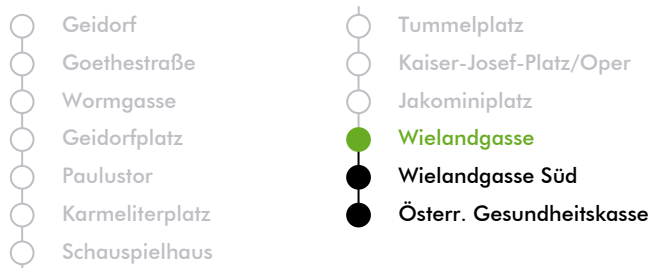 Geidorf
Goethestraße
Wormgasse
Geidorfplatz
Paulustor
Karmeliterplatz
Schauspielhaus
Tummelplatz
Kaiser-Josef-Platz/Oper
Jakominiplatz
Wielandgasse
Wielandgasse Süd
Österr. Gesundheitskasse